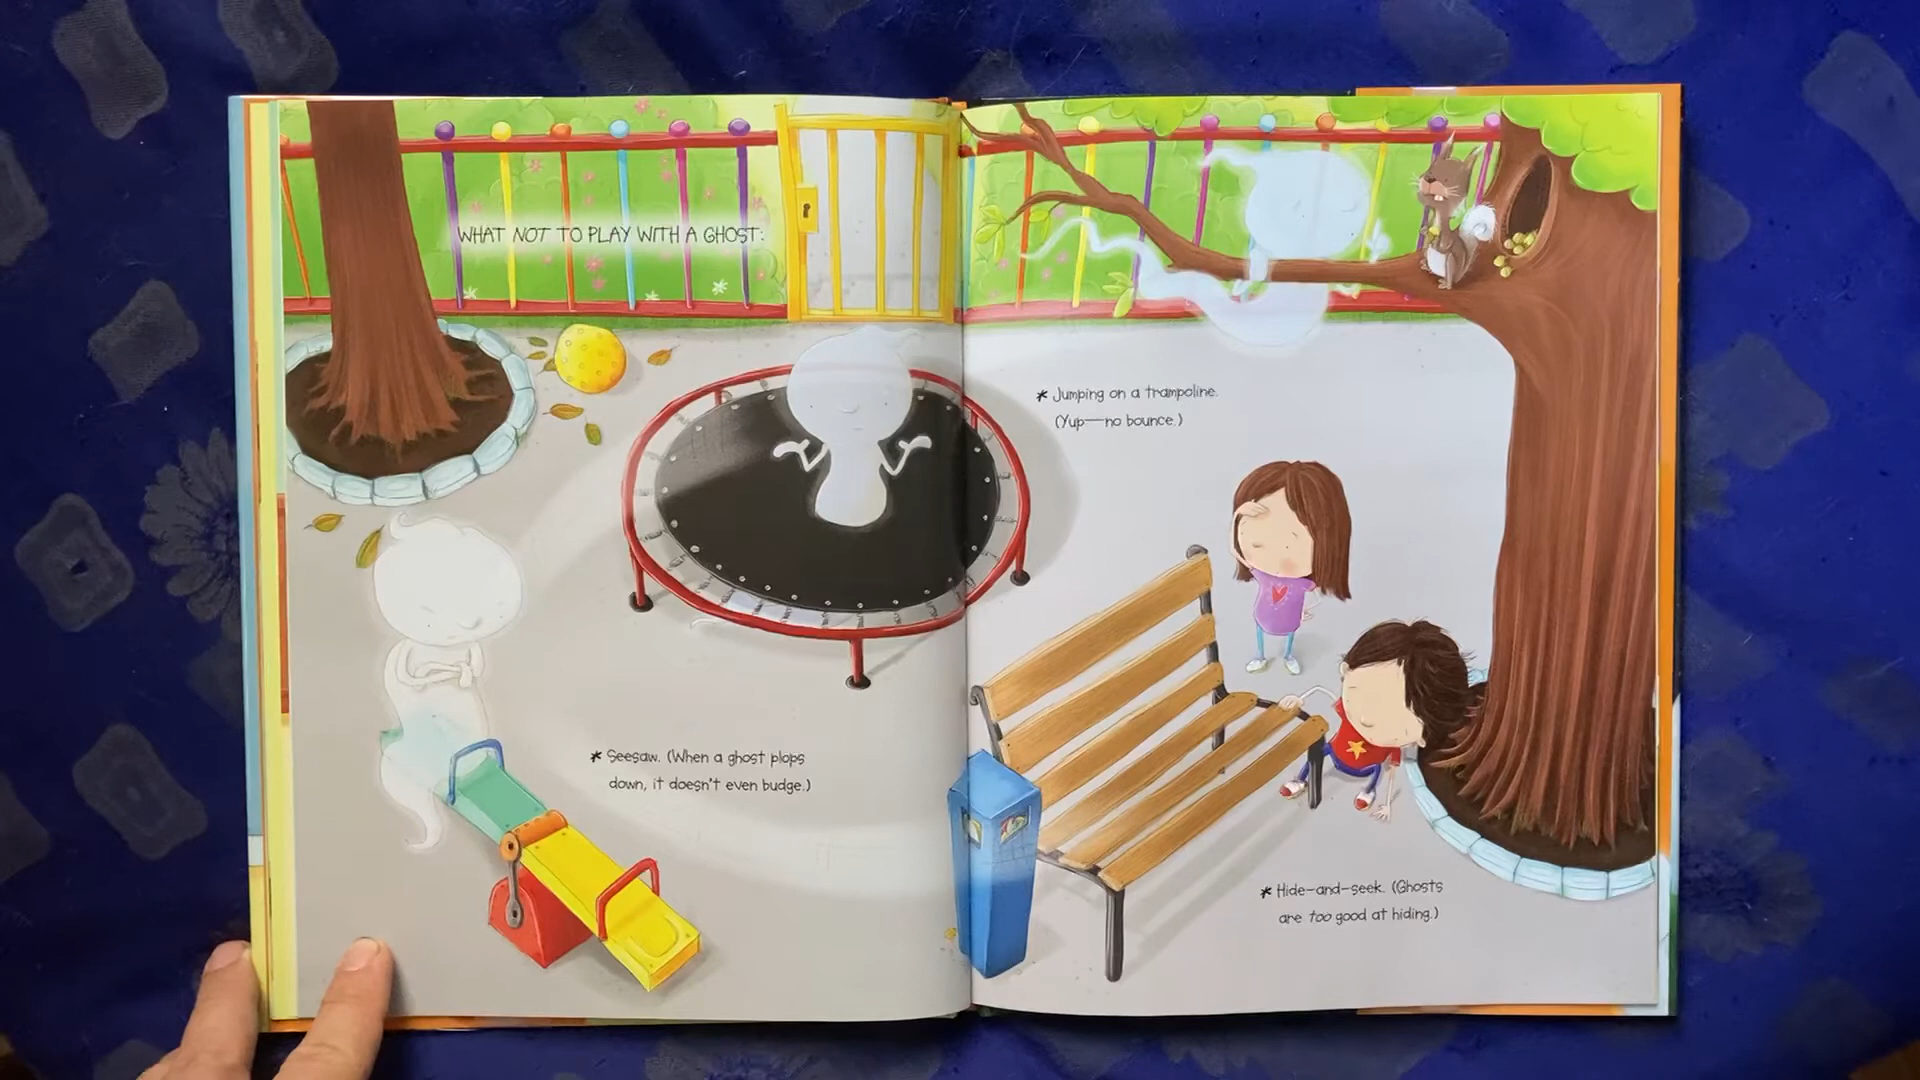 WHAT NOT TO PLAY WITH A GHOST:
* Jumping on a trampoline.
(Yup—no bounce.)
* Seesaw. (When a ghost plops
down, it doesn't even budge.)
* Hide-and-seek. (Ghosts
are too good at hiding.)